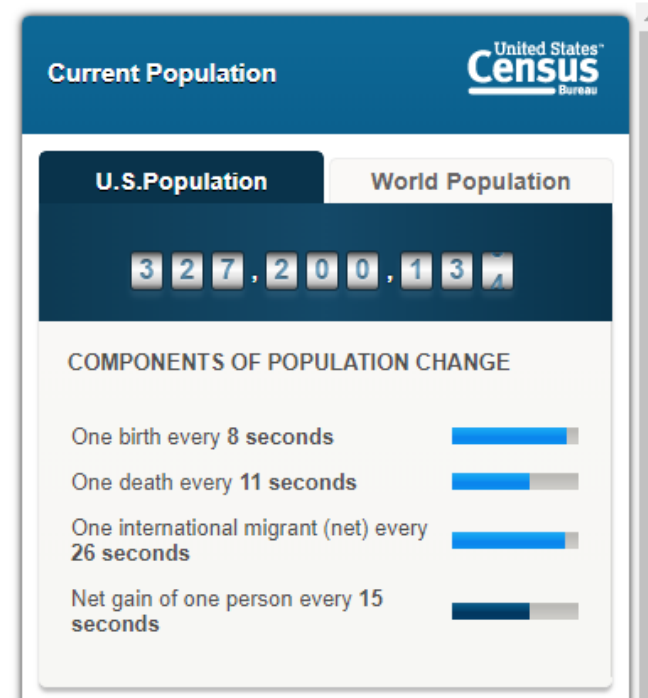 Current Population
United States™
Census
Bureau
U.S.Population
World Population
327,200,13
COMPONENTS OF POPULATION CHANGE
One birth every 8 seconds
One death every 11 seconds
One international migrant (net) every
26 seconds
Net gain of one person every 15
seconds